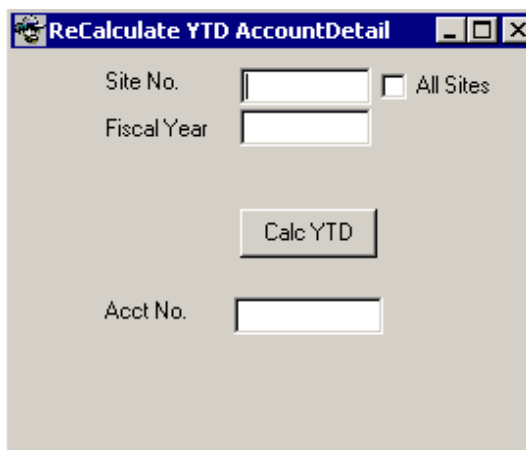 ReCalculate YTD AccountDetail
Site No. All Sites
Fiscal Year
Calc YTD
Acct No.